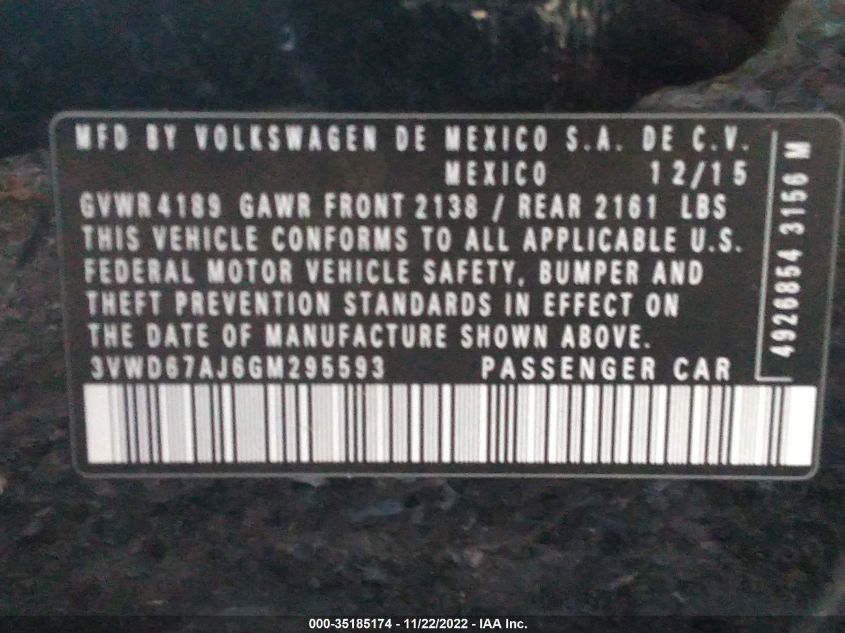 MFD BY VOLKSWAGEN DE MEXICO S.A. DE C.V.
MEXICO 12/15
GVWR 4189 GAWR FRONT 2138 / REAR 2161 LBS
THIS VEHICLE CONFORMS TO ALL APPLICABLE U.S.
FEDERAL MOTOR VEHICLE SAFETY, BUMPER AND
THEFT PREVENTION STANDARDS IN EFFECT ON
THE DATE OF MANUFACTURE SHOWN ABOVE.
3VWD67AJ6GM295593 PASSENGER CAR
4926854 3156 M
000-35185174 - 11/22/2022 - IAA Inc.